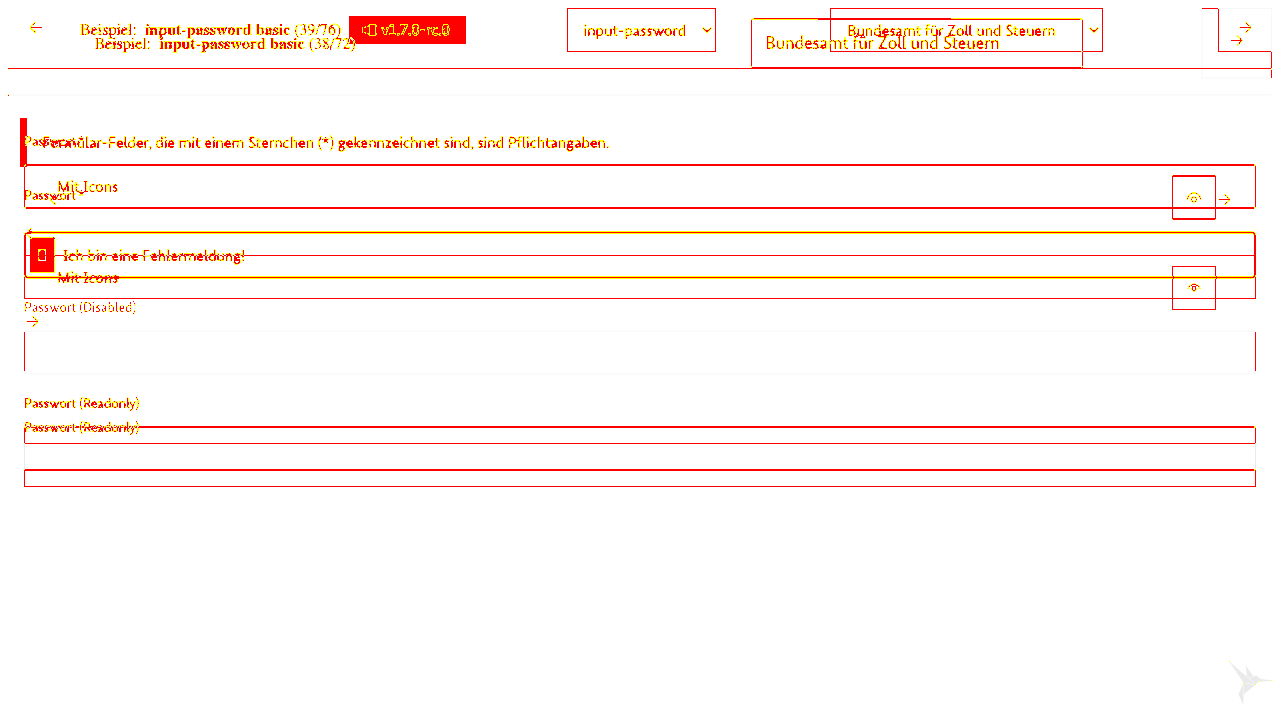 Beispiel: input-password basic (39/76) v1.7.0-rc.0 input-password Bundesamt für Zoll und Steuern
Beispiel: input-password basic (38/72) Bundesamt für Zoll und Steuern
Passwort Formular-Felder, die mit einem Sternchen (*) gekennzeichnet sind, sind Pflichtangaben.
Mit Icons
Passwort *
Ich bin eine Fehlermeldung!
Mit Icons
Passwort (Disabled)
Passwort (Readonly)
Passwort (Readonly)